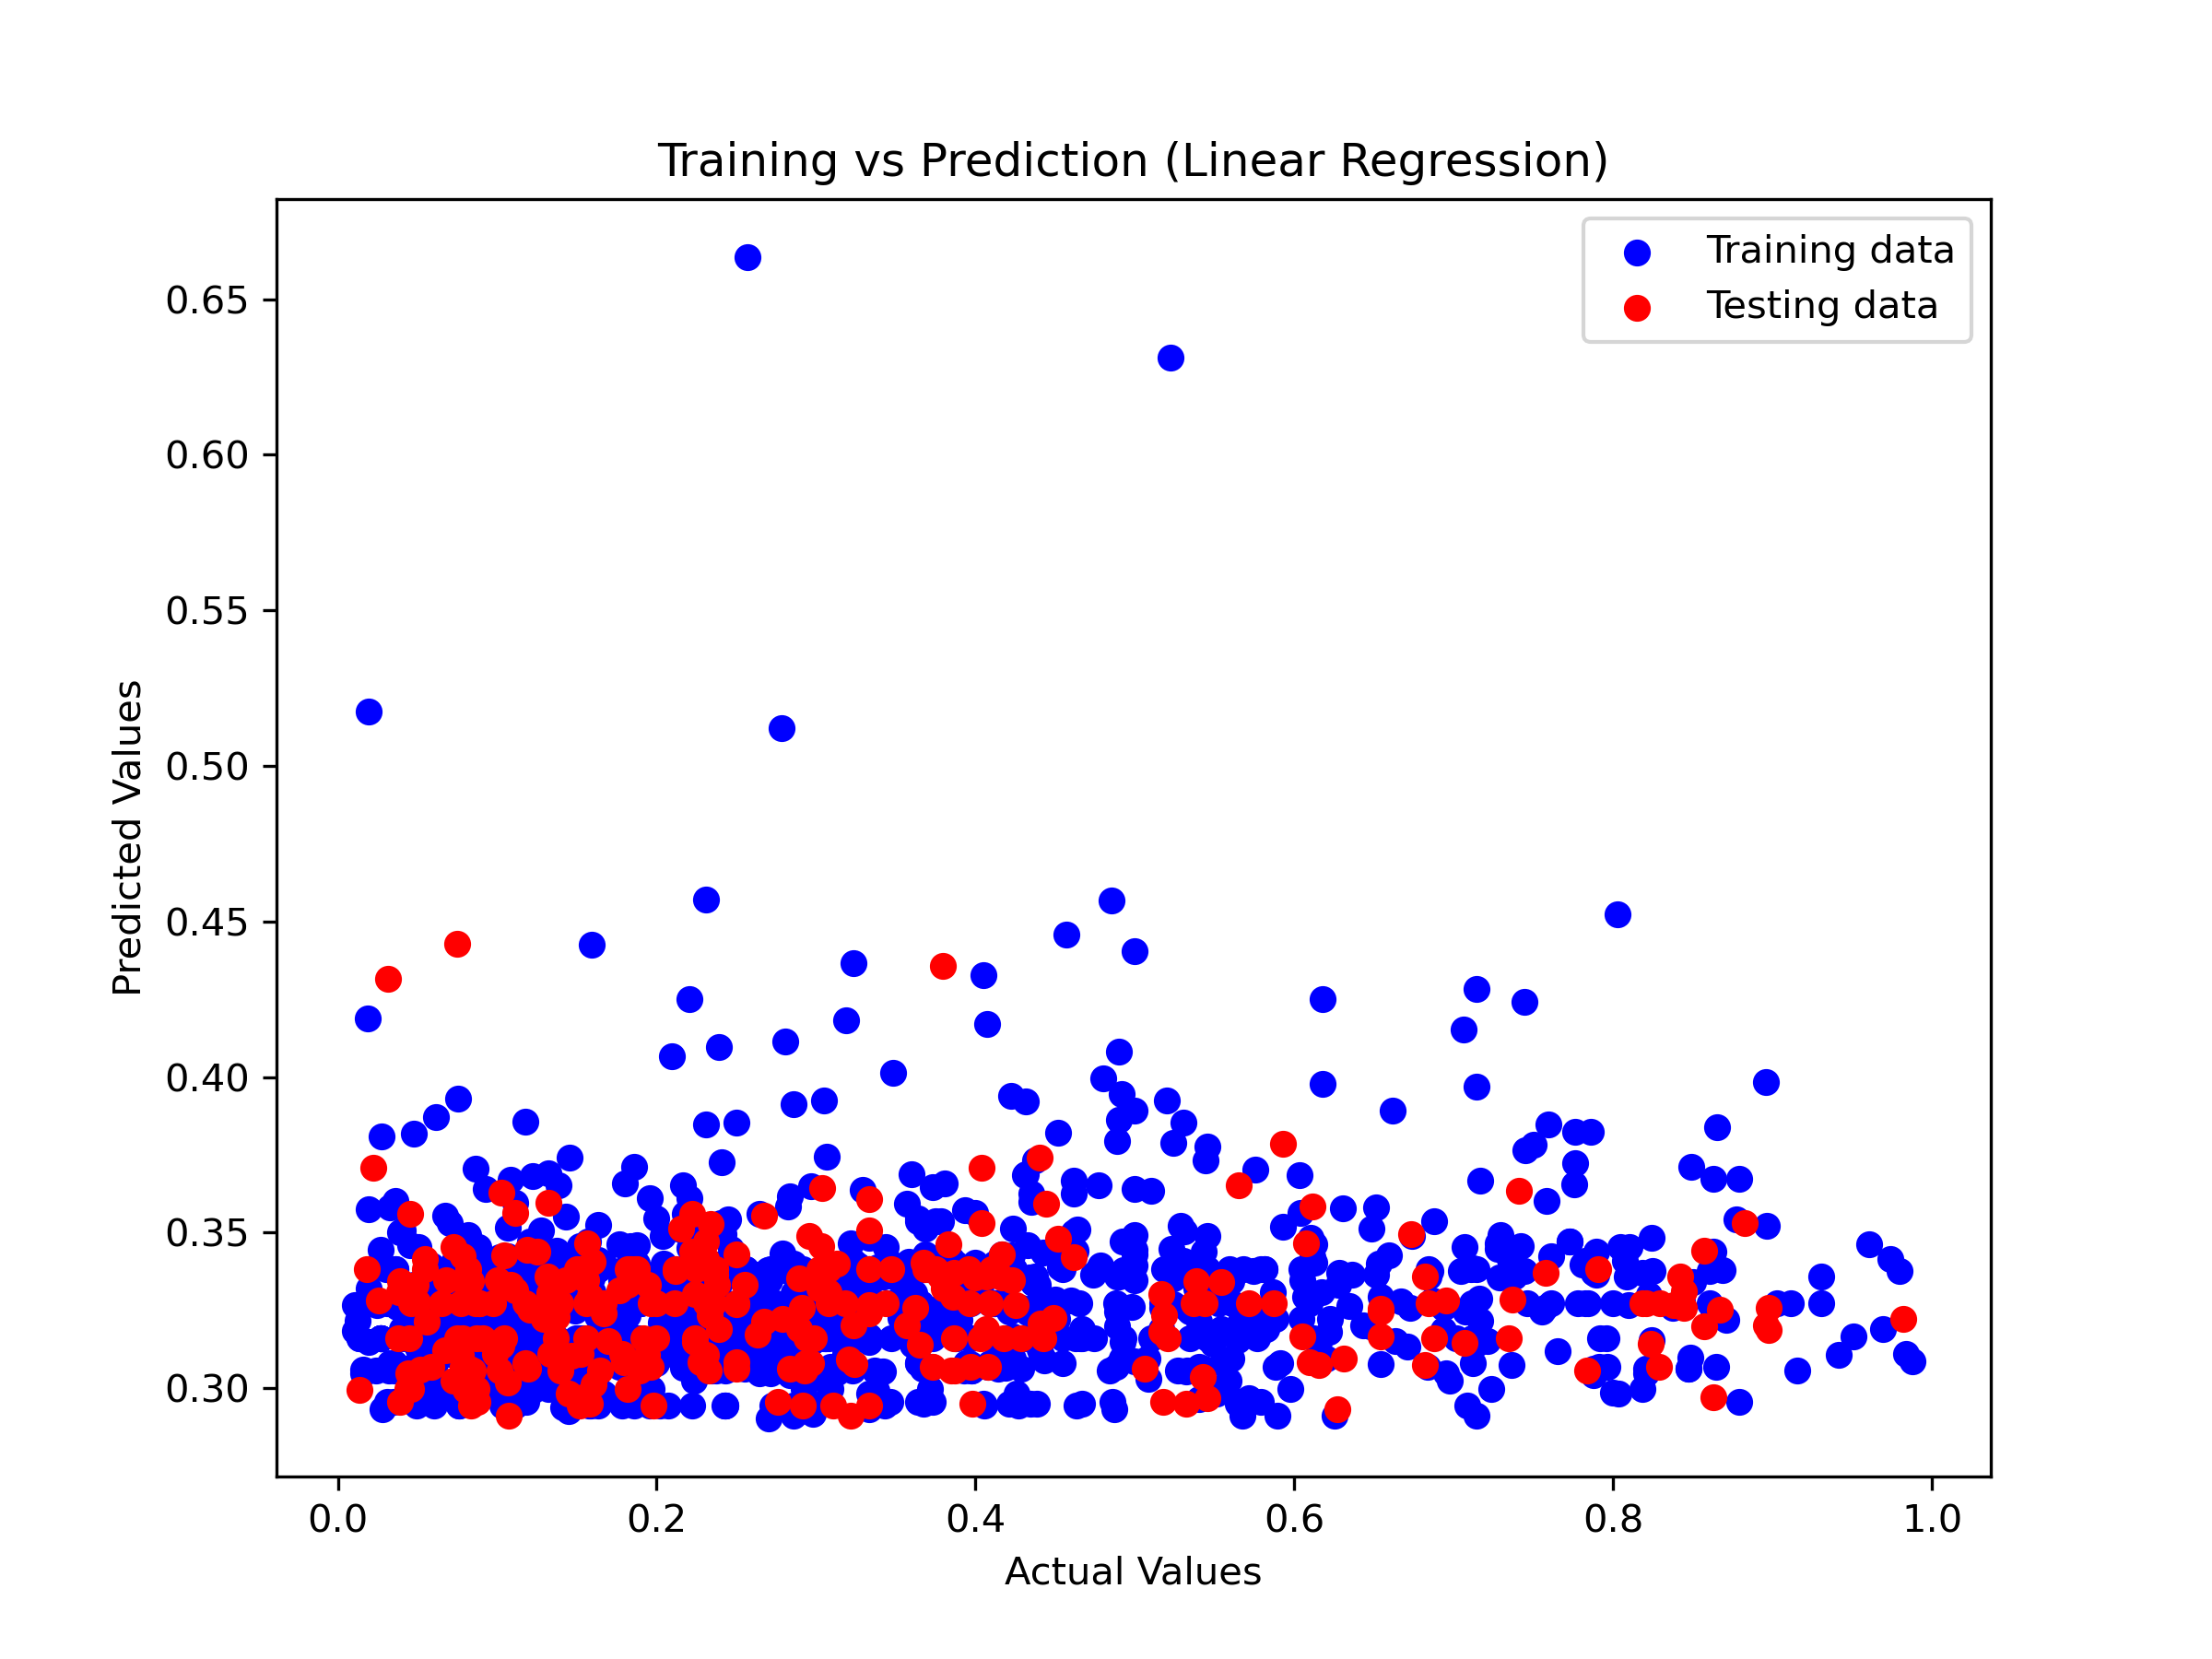 Training vs Prediction (Linear Regression)
Training data
Testing data
0.65
0.60
0.55
0.50
0.45
0.40
0.35
0.30
Predicted Values
0.0 0.2 0.4 0.6 0.8 1.0
Actual Values